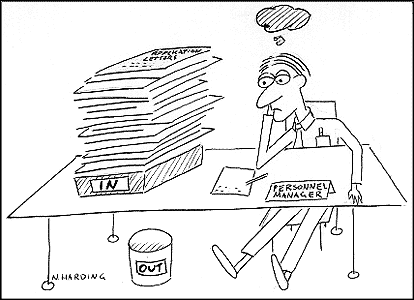 APPLICATION
LETTERS
IN
PERSONNEL
MANAGER
OUT
N.HARDING